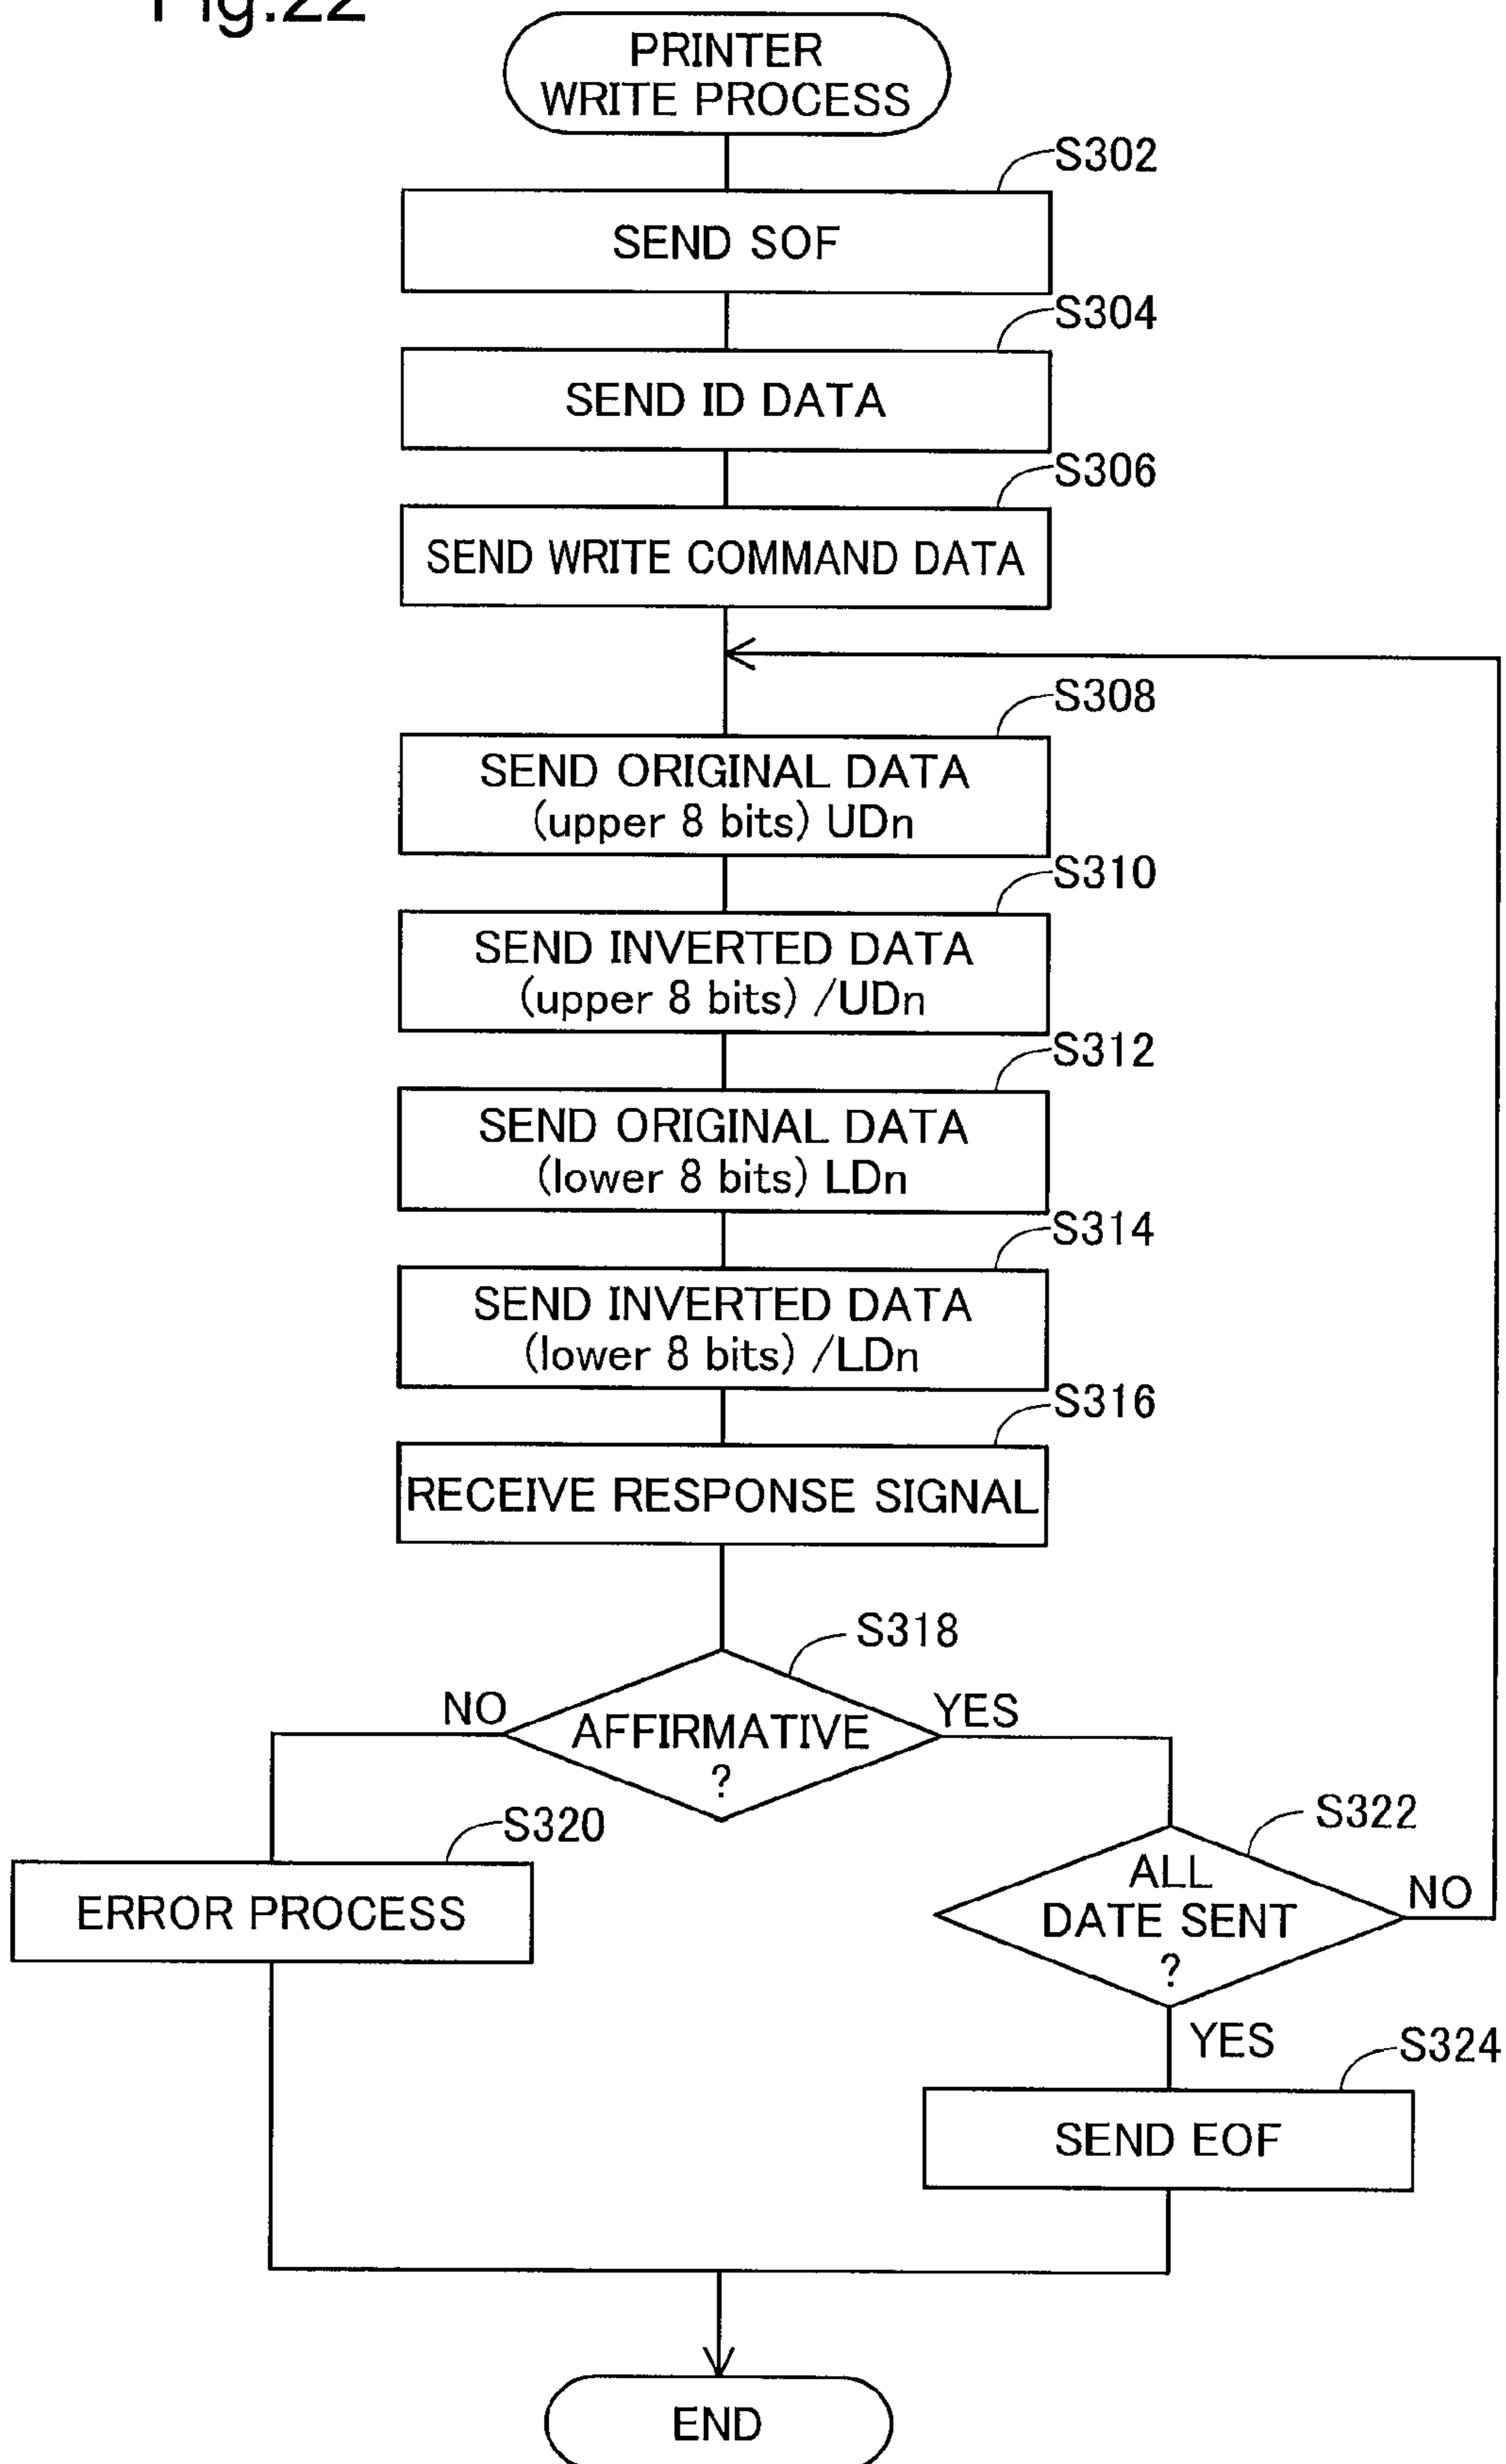 Fig.22
PRINTER
WRITE PROCESS
S302
SEND SOF
S304
SEND ID DATA
S306
SEND WRITE COMMAND DATA
S308
SEND ORIGINAL DATA
(upper 8 bits) UDn
S310
SEND INVERTED DATA
(upper 8 bits) /UDn
S312
SEND ORIGINAL DATA
(lower 8 bits) LDn
S314
SEND INVERTED DATA
(lower 8 bits) /LDn
S316
RECEIVE RESPONSE SIGNAL
S318
NO
YES
AFFIRMATIVE
?
S320
ERROR PROCESS
S322
ALL
DATE SENT
?
NO
YES
S324
SEND EOF
END